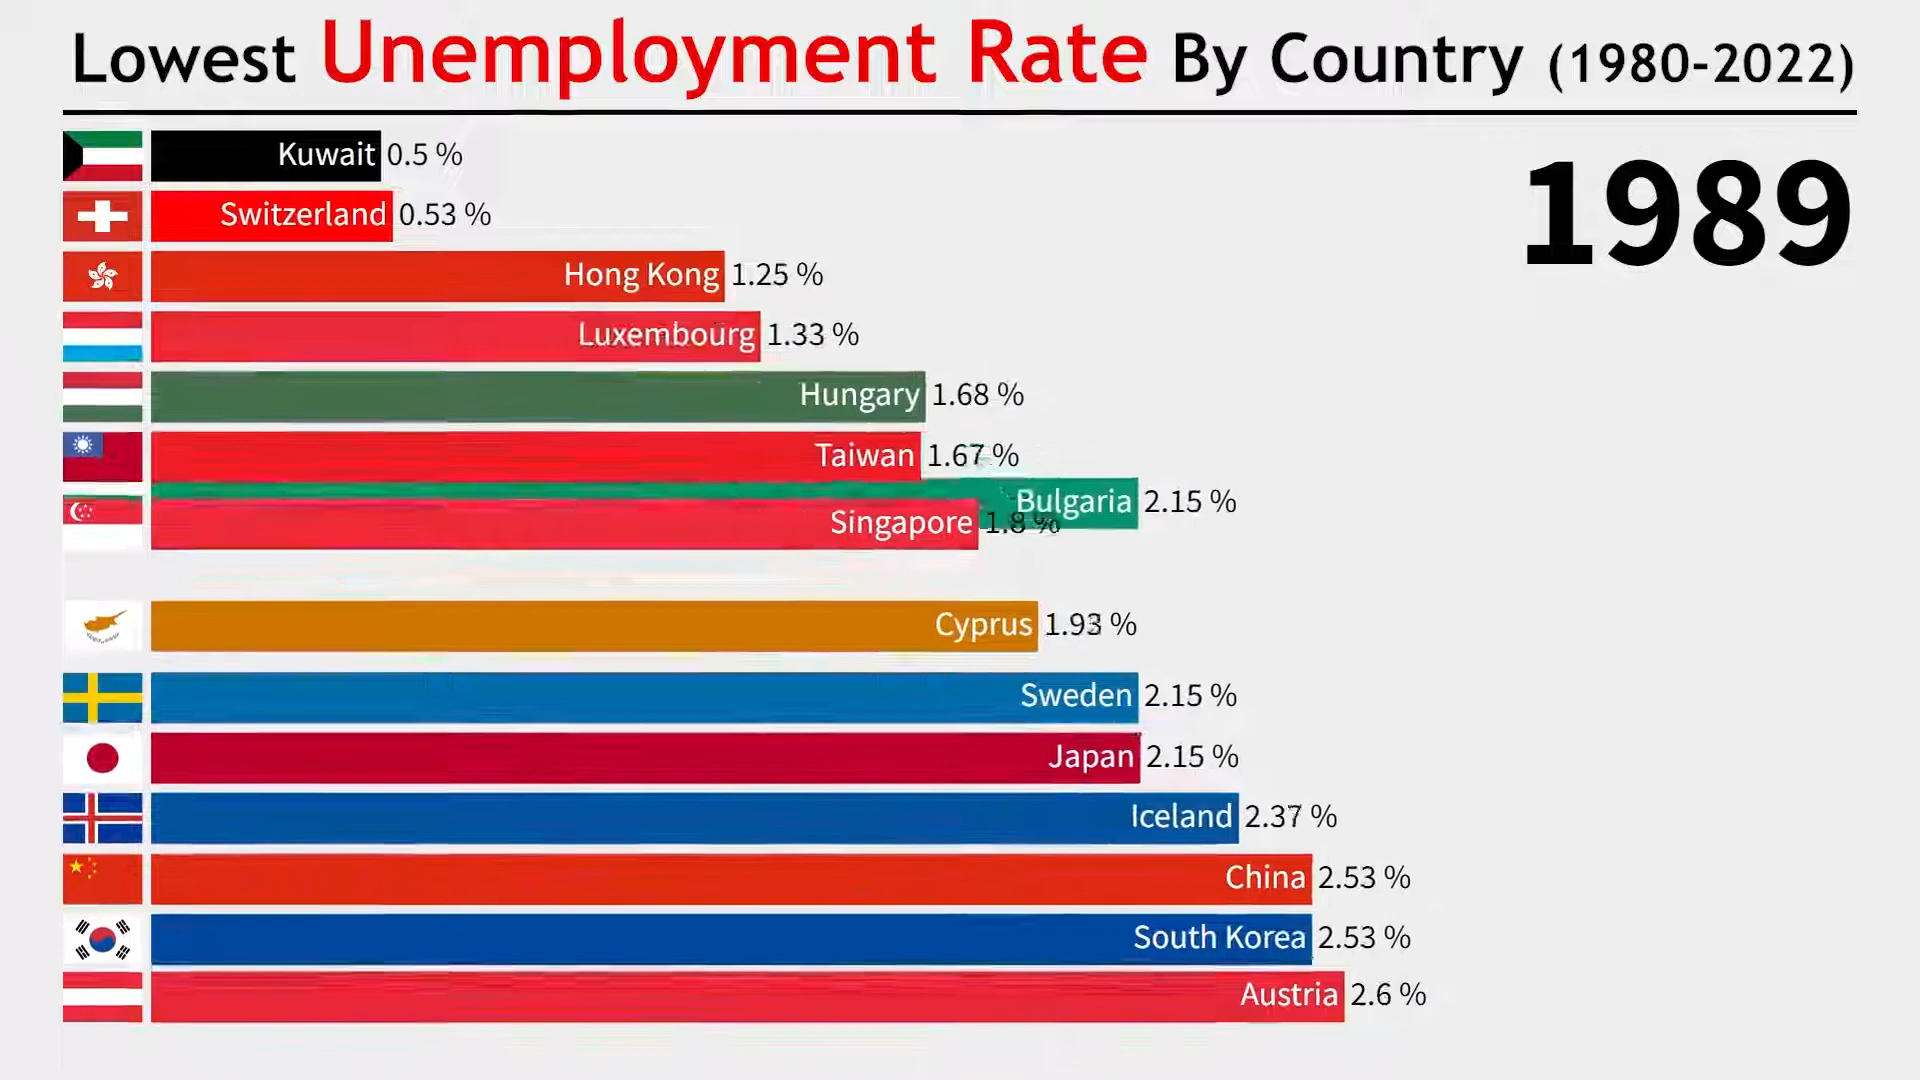 Lowest Unemployment Rate By Country (1980-2022)
1989
Kuwait 0.5 %
Switzerland 0.53 %
Hong Kong 1.25 %
Luxembourg 1.33 %
Hungary 1.68 %
Taiwan 1.67 %
Bulgaria 2.15 %
Singapore 1.8 %
Cyprus 1.93 %
Sweden 2.15 %
Japan 2.15 %
Iceland 2.37 %
China 2.53 %
South Korea 2.53 %
Austria 2.6 %